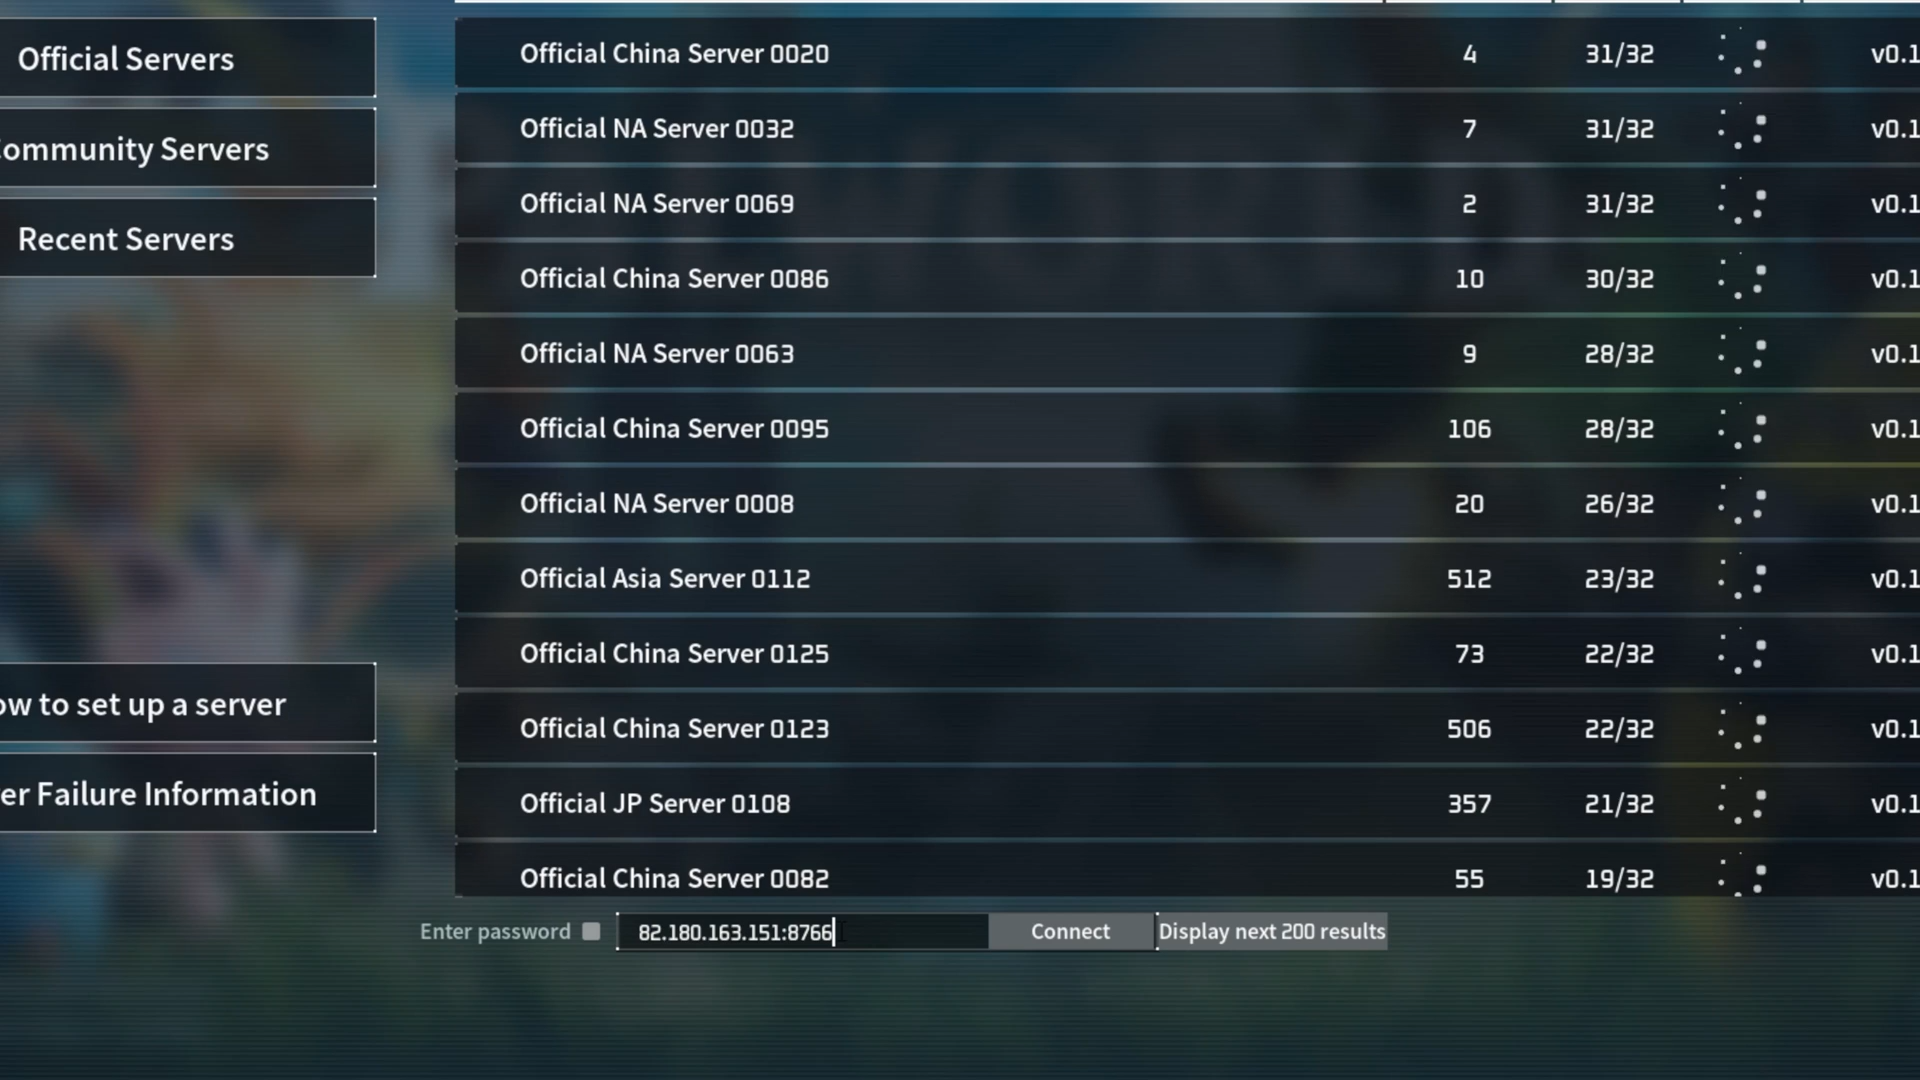 Official Servers
ommunity Servers
Recent Servers
ow to set up a server
er Failure Information
Official China Server 0020 4 31/32 v0.1
Official NA Server 0032 7 31/32 v0.1
Official NA Server 0069 2 31/32 v0.1
Official China Server 0086 10 30/32 v0.1
Official NA Server 0063 9 28/32 v0.1
Official China Server 0095 106 28/32 v0.1
Official NA Server 0008 20 26/32 v0.1
Official Asia Server 0112 512 23/32 v0.1
Official China Server 0125 73 22/32 v0.1
Official China Server 0123 506 22/32 v0.1
Official JP Server 0108 357 21/32 v0.1
Official China Server 0082 55 19/32 v0.1
Enter password 82.180.163.151:8766 Connect Display next 200 results